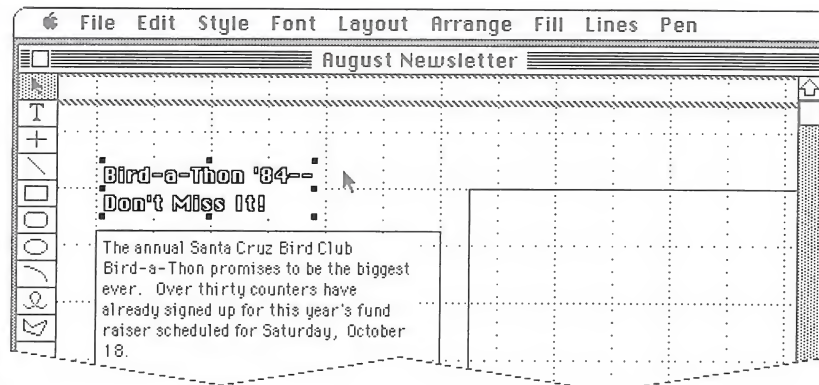 File Edit Style Font Layout Arrange Fill Lines Pen
August Newsletter
T
Bird-a-Thon '84--
Don't Miss It!
The annual Santa Cruz Bird Club
Bird-a-Thon promises to be the biggest
ever. Over thirty counters have
already signed up for this year's fund
raiser scheduled for Saturday, October
18.